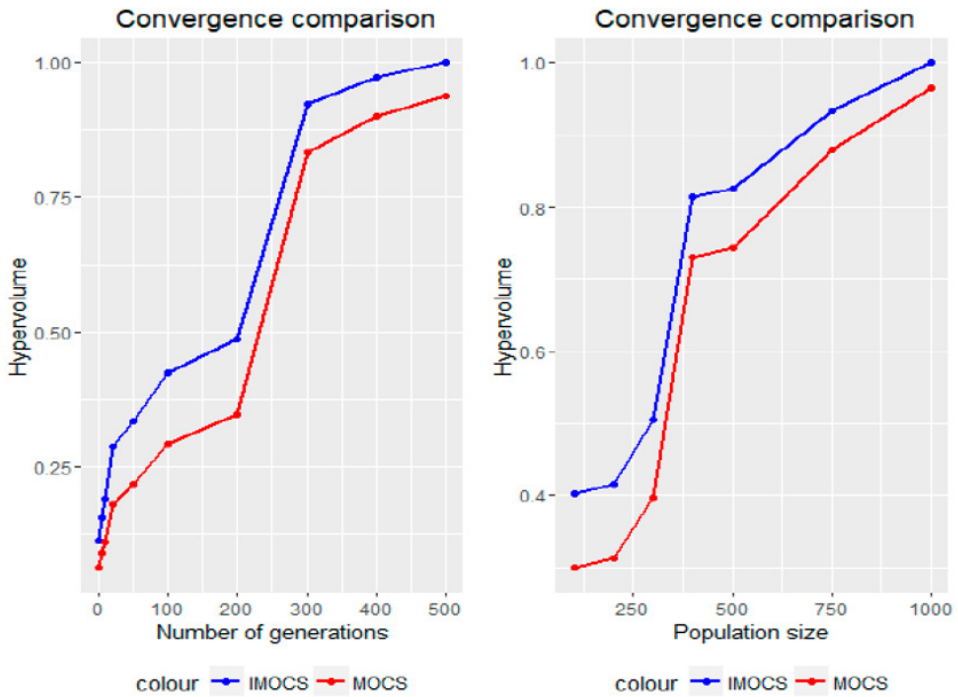 Convergence comparison
Hypervolume
1.00
0.75
0.50
0.25
0 100 200 300 400 500
Number of generations
colour IMOCS MOCS
Convergence comparison
Hypervolume
1.0
0.8
0.6
0.4
250 500 750 1000
Population size
colour IMOCS MOCS